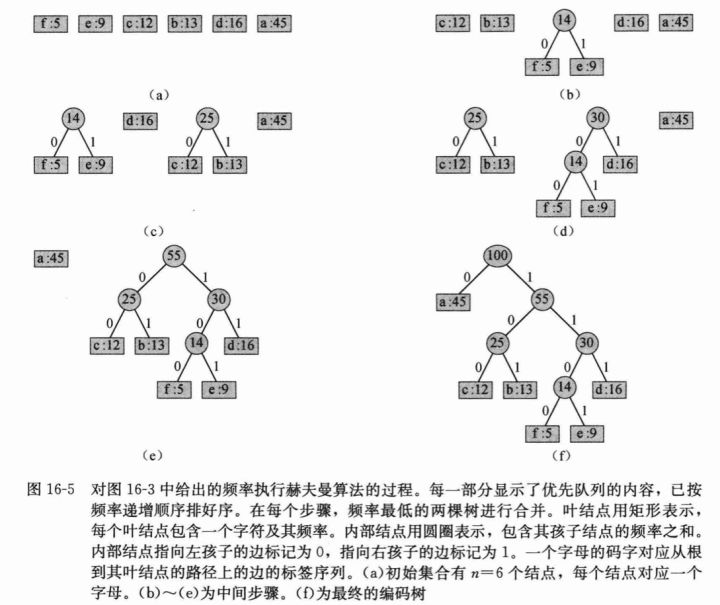 f:5 e:9 c:12 b:13 d:16 a:45
(a)
c:12 b:13 14 d:16 a:45
0 1
f:5 e:9
(b)
14 d:16 25 a:45
0 1 0 1
f:5 e:9 c:12 b:13
(c)
25 30 a:45
0 1 0 1
c:12 b:13 14 d:16
0 1
f:5 e:9
(d)
a:45 55
0 1
25 30
0 1 0 1
c:12 b:13 14 d:16
0 1
f:5 e:9
(e)
100
0 1
a:45 55
0 1
25 30
0 1 0 1
c:12 b:13 14 d:16
0 1
f:5 e:9
(f)
图 16-5 对图 16-3 中给出的频率执行赫夫曼算法的过程。每一部分显示了优先队列的内容，已按
频率递增顺序排好序。在每个步骤，频率最低的两棵树进行合并。叶结点用矩形表示，
每个叶结点包含一个字符及其频率。内部结点用圆圈表示，包含其孩子结点的频率之和。
内部结点指向左孩子的边标记为 0，指向右孩子的边标记为 1。一个字母的码字对应从根
到其叶结点的路径上的边的标签序列。(a)初始集合有 n=6 个结点，每个结点对应一个
字母。(b)～(e)为中间步骤。(f)为最终的编码树